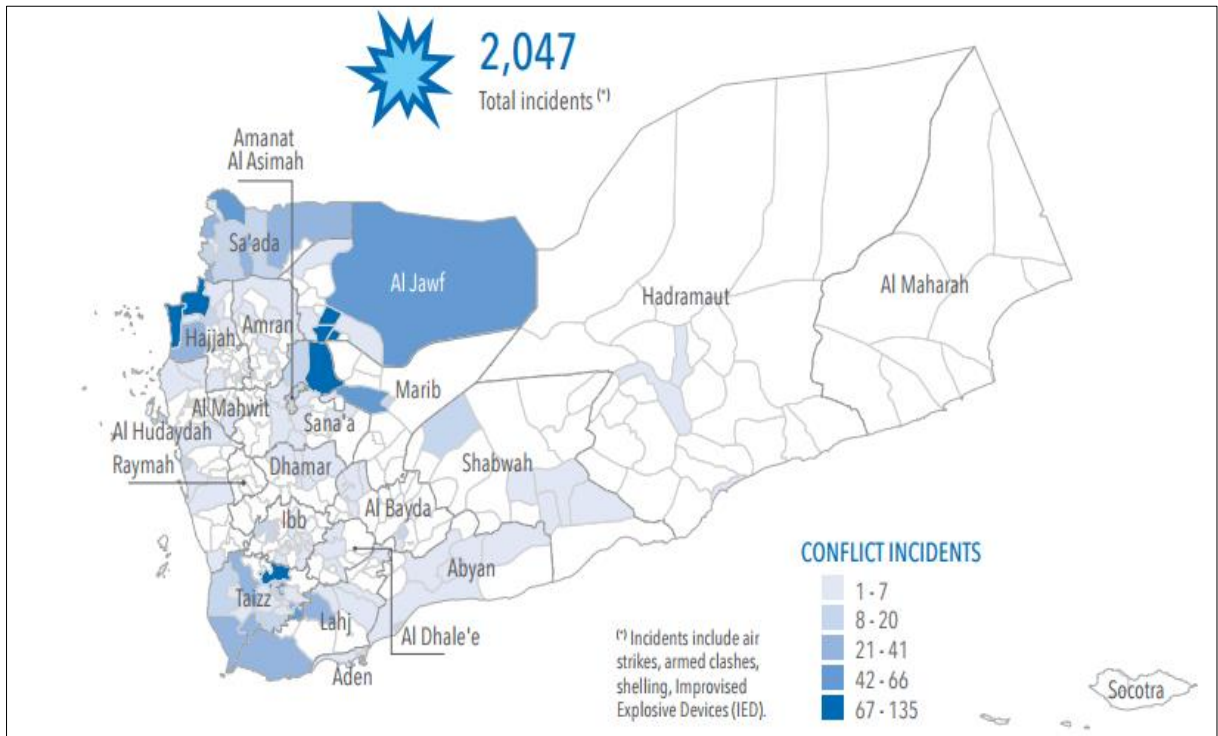 2,047
Total incidents (*)
Amanat
Al Asimah
Sa'ada
Al Jawf
Hadramaut
Al Maharah
Hajjah
Amran
Marib
Al Mahwit
Sana'a
Al Hudaydah
Raymah
Dhamar
Shabwah
Al Bayda
Ibb
Abyan
Taizz
Lahj
Al Dhale'e
Aden
Socotra
CONFLICT INCIDENTS
1 - 7
8 - 20
21 - 41
42 - 66
67 - 135
(*) Incidents include air
strikes, armed clashes,
shelling, Improvised
Explosive Devices (IED).